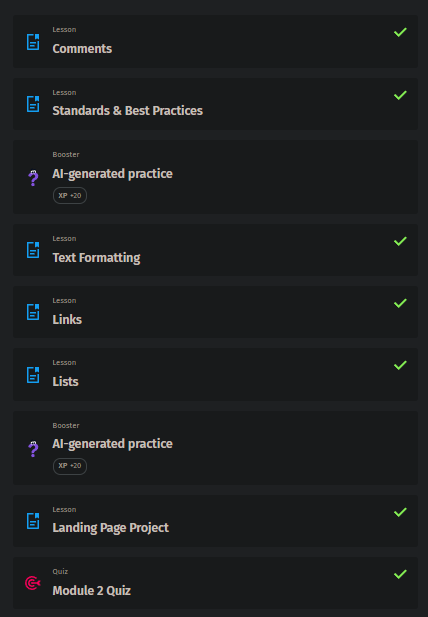 Lesson
Comments
Lesson
Standards & Best Practices
Booster
AI-generated practice
XP +20
Lesson
Text Formatting
Lesson
Links
Lesson
Lists
Booster
AI-generated practice
XP +20
Lesson
Landing Page Project
Quiz
Module 2 Quiz